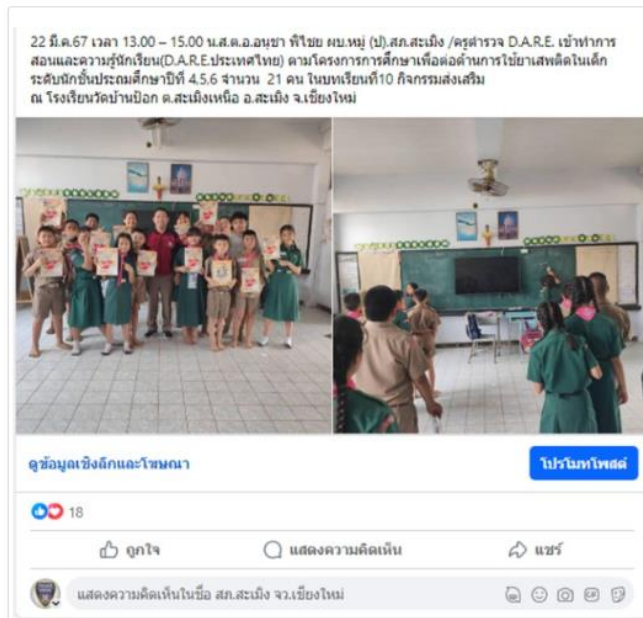 22 มี.ค.67 เวลา 13.00 – 15.00 น.ส.ต.อ.อนุชา พิไชย ผบ.หมู่ (ป).สภ.สะเมิง /ครูตำรวจ D.A.R.E. เข้าทำการ
สอนและความรู้นักเรียน(D.A.R.E.ประเทศไทย) ตามโครงการการศึกษาเพื่อต่อต้านการใช้ยาเสพติดในเด็ก
ระดับนักชั้นประถมศึกษาปีที่ 4.5.6 จำนวน 21 คน ในบทเรียนที่10 กิจกรรมส่งเสริม
ณ โรงเรียนวัดบ้านป้อก ต.สะเมิงเหนือ อ.สะเมิง จ.เชียงใหม่
ดูข้อมูลเชิงลึกและโฆษณา
โปรโมทโพสต์
18
ถูกใจ
แสดงความคิดเห็น
แชร์
แสดงความคิดเห็นในชื่อ สภ.สะเมิง จว.เชียงใหม่